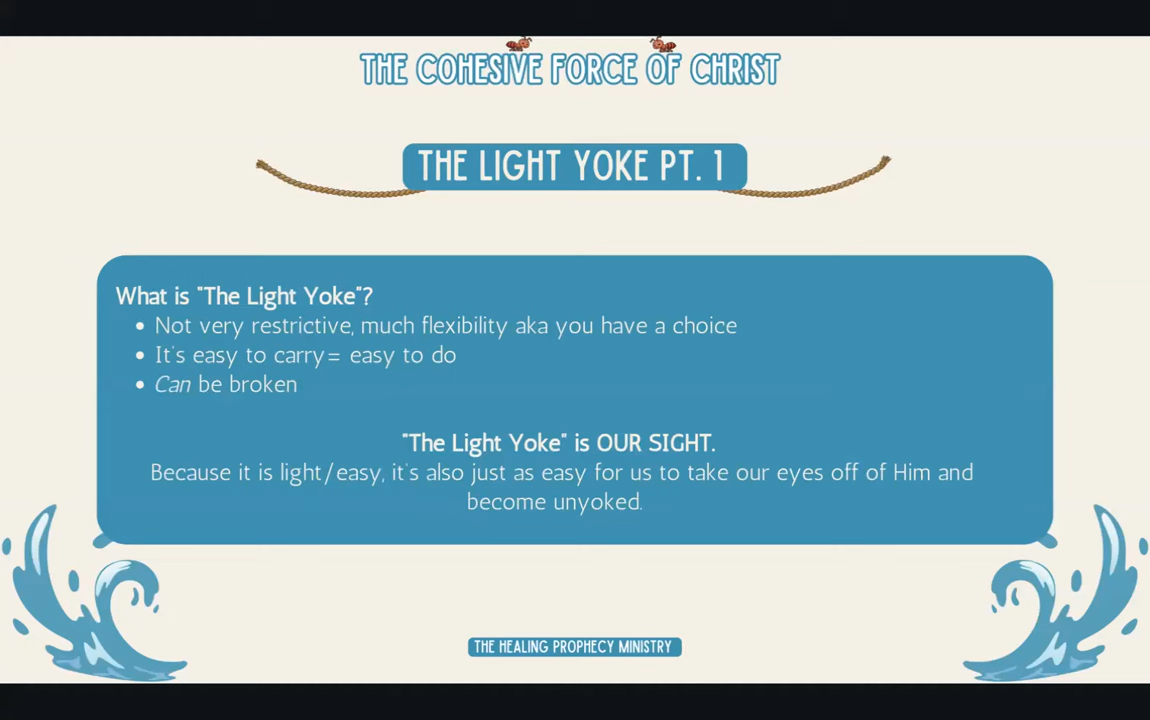 THE COHESIVE FORCE OF CHRIST
THE LIGHT YOKE PT. 1
What is "The Light Yoke"?
• Not very restrictive, much flexibility aka you have a choice
• It's easy to carry= easy to do
• Can be broken
"The Light Yoke" is OUR SIGHT.
Because it is light/easy, it's also just as easy for us to take our eyes off of Him and
become unyoked.
THE HEALING PROPHECY MINISTRY